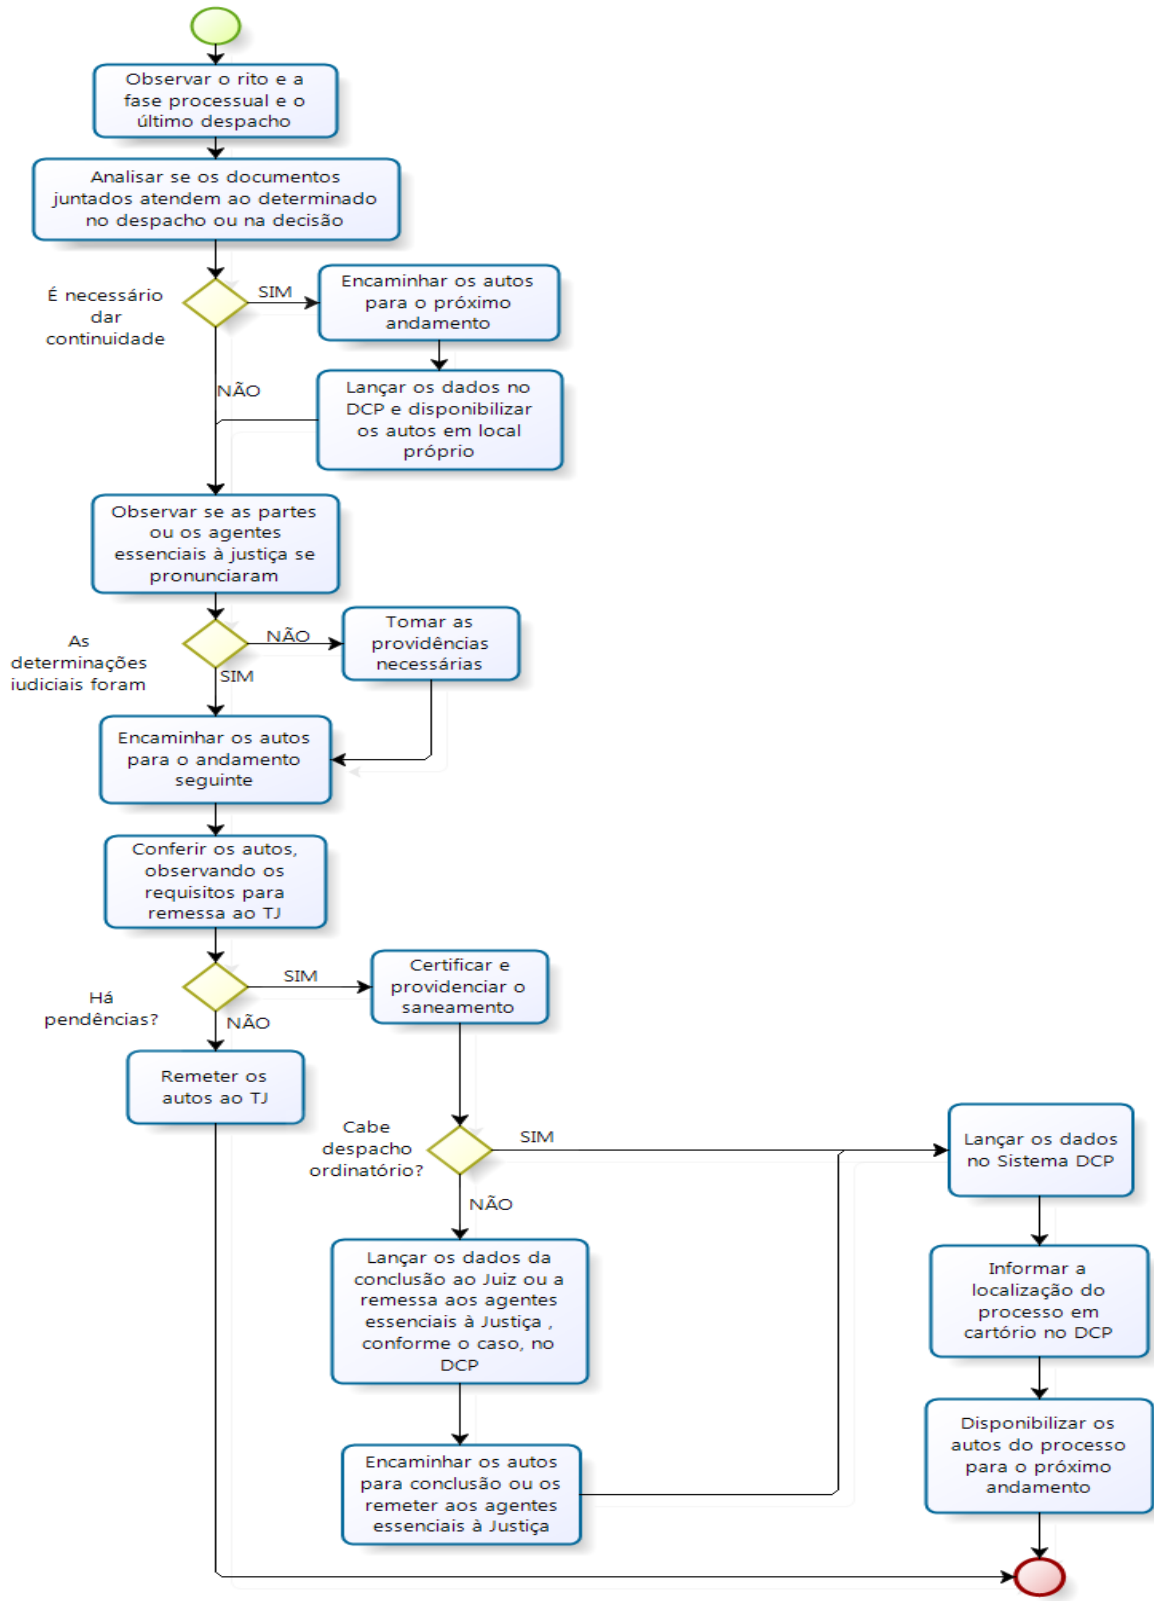 Observar o rito e a
fase processual e o
último despacho
Analisar se os documentos
juntados atendem ao determinado
no despacho ou na decisão
É necessário
dar
continuidade
SIM
Encaminhar os autos
para o próximo
andamento
NÃO
Lançar os dados no
DCP e disponibilizar
os autos em local
próprio
Observar se as partes
ou os agentes
essenciais à justiça se
pronunciaram
As
determinações
iudiciais foram
NÃO
SIM
Tomar as
providências
necessárias
Encaminhar os autos
para o andamento
seguinte
Conferir os autos,
observando os
requisitos para
remessa ao TJ
Há
pendências?
SIM
NÃO
Certificar e
providenciar o
saneamento
Remeter os
autos ao TJ
Cabe
despacho
ordinatório?
SIM
NÃO
Lançar os dados
no Sistema DCP
Lançar os dados da
conclusão ao Juiz ou a
remessa aos agentes
essenciais à Justiça ,
conforme o caso, no
DCP
Informar a
localização do
processo em
cartório no DCP
Encaminhar os autos
para conclusão ou os
remeter aos agentes
essenciais à Justiça
Disponibilizar os
autos do processo
para o próximo
andamento